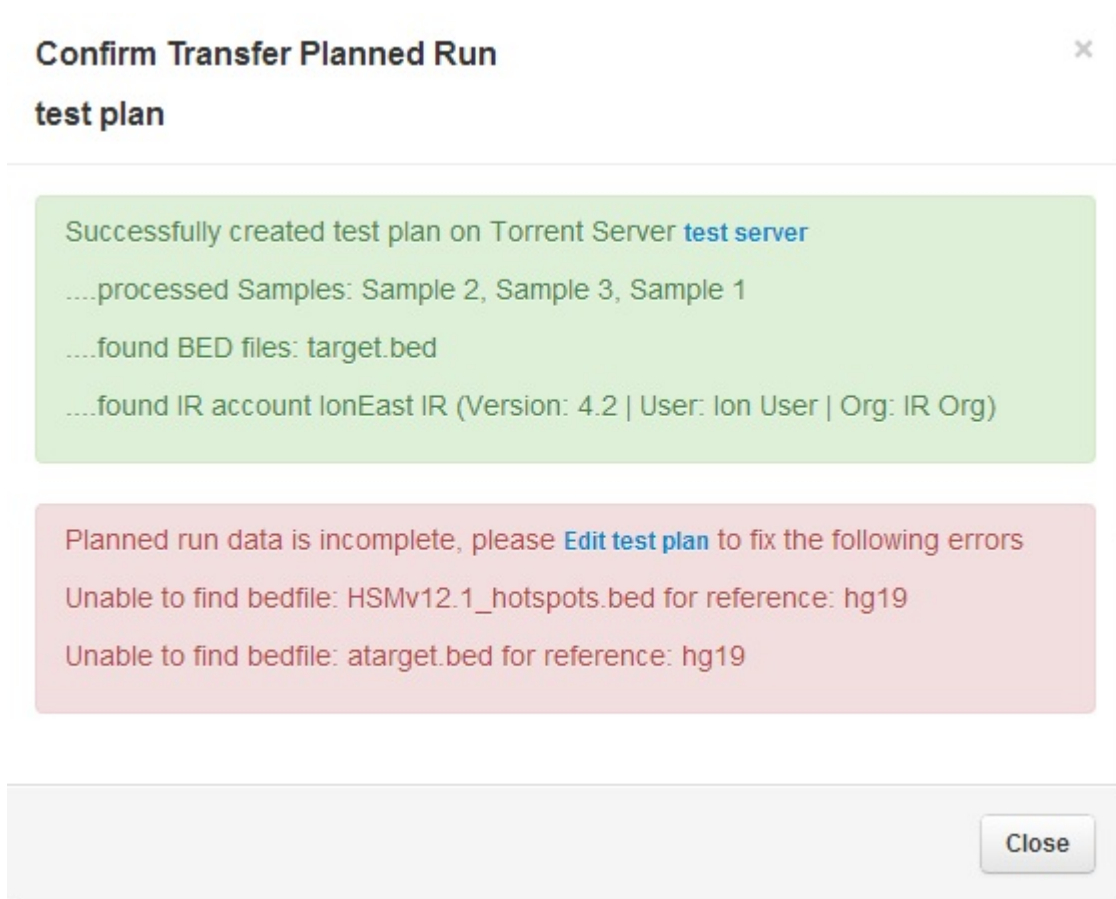 Confirm Transfer Planned Run
×
test plan
Successfully created test plan on Torrent Server test server
....processed Samples: Sample 2, Sample 3, Sample 1
....found BED files: target.bed
....found IR account IonEast IR (Version: 4.2 | User: Ion User | Org: IR Org)
Planned run data is incomplete, please Edit test plan to fix the following errors
Unable to find bedfile: HSMv12.1_hotspots.bed for reference: hg19
Unable to find bedfile: atarget.bed for reference: hg19
Close